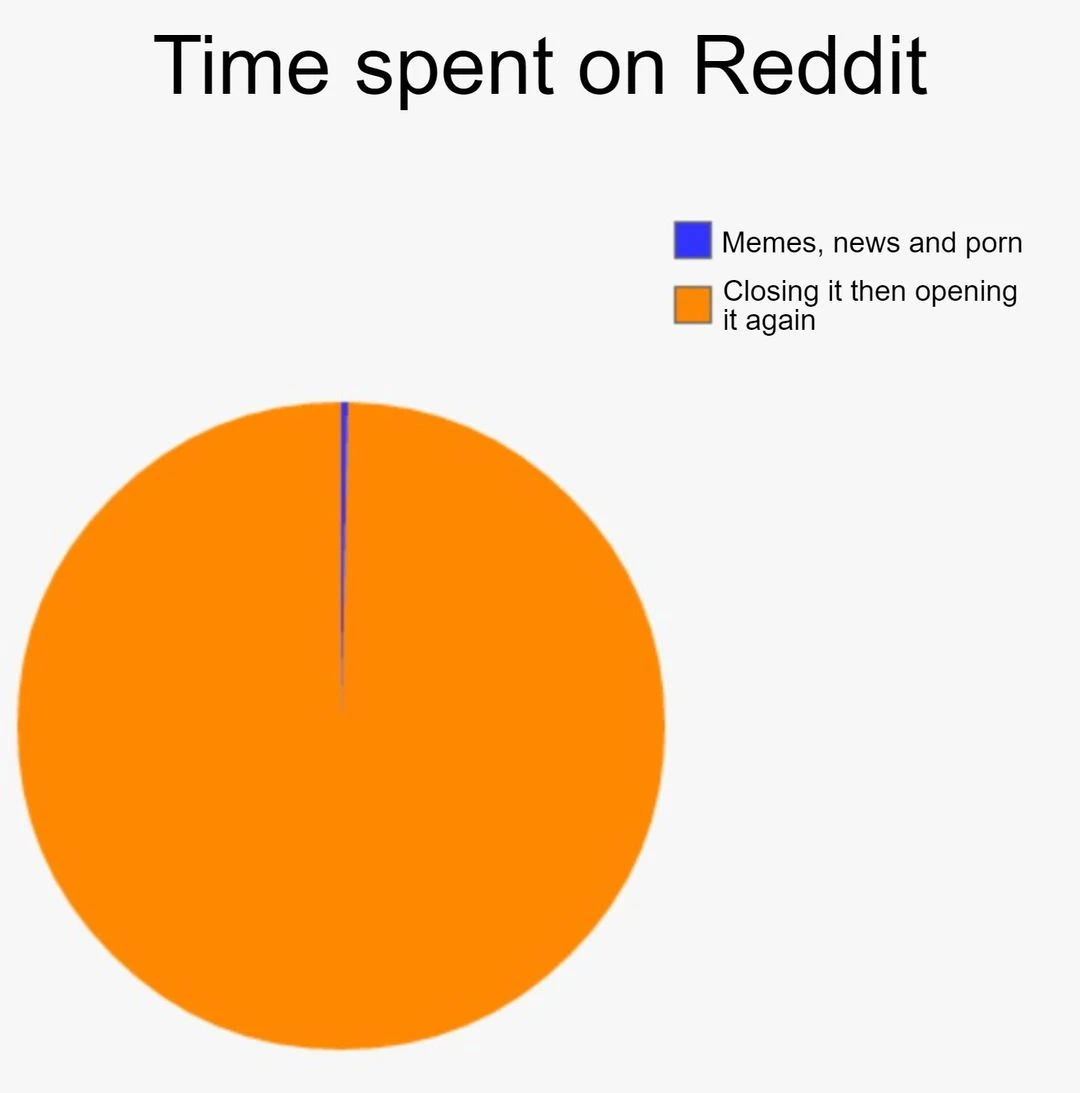 Time spent on Reddit
Memes, news and porn
Closing it then opening
it again